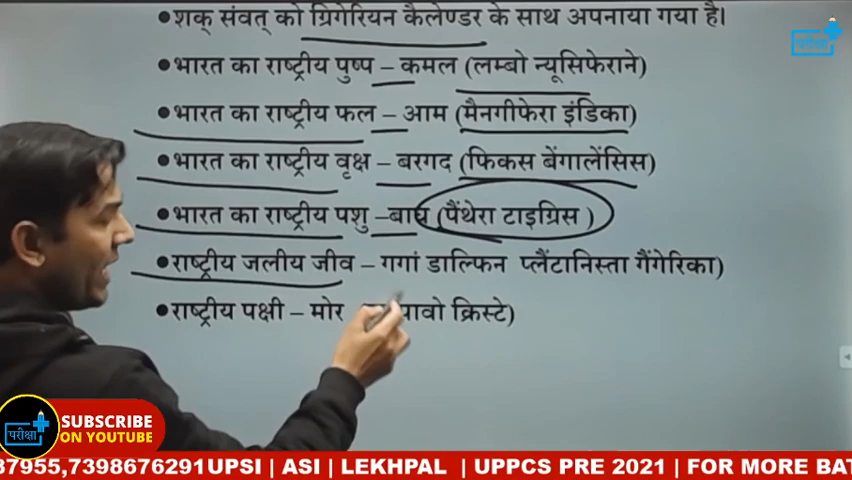 •शक् संवत् को ग्रिगेरियन कैलेण्डर के साथ अपनाया गया है।
•भारत का राष्ट्रीय पुष्प – कमल (लम्बो न्यूसिफेराने)
•भारत का राष्ट्रीय फल – आम (मैनगीफेरा इंडिका)
•भारत का राष्ट्रीय वृक्ष – बरगद (फिकस बेंगालेंसिस)
•भारत का राष्ट्रीय पशु –बाघ (पैंथेरा टाइग्रिस )
•राष्ट्रीय जलीय जीव – गगां डाल्फिन प्लैंटानिस्ता गैंगेरिका)
•राष्ट्रीय पक्षी – मोर क्रिस्टे)
परीक्षा
परीक्षा
SUBSCRIBE
ON YOUTUBE
37955,7398676291UPSI | ASI | LEKHPAL | UPPCS PRE 2021 | FOR MORE BAT